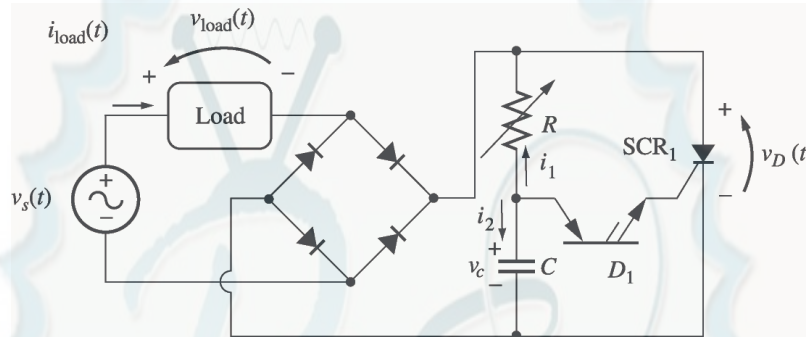 i_load(t)
v_load(t)
+
−
Load
+
v_s(t)
−
R
i_1
i_2
+
v_c
−
C
D_1
SCR_1
+
v_D (t
−